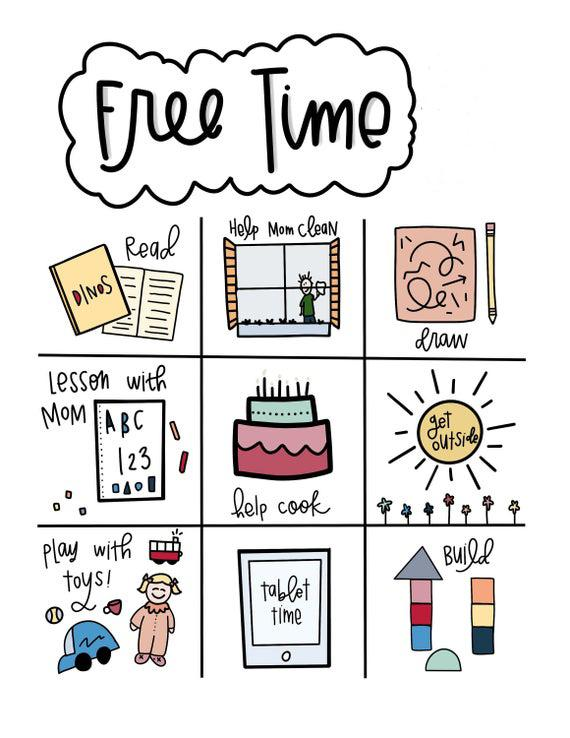 Free Time
Read
DINOS
Help Mom Clean
draw
Lesson with
Mom
ABC
123
help cook
get
outside
play with
toys!
tablet
time
Build